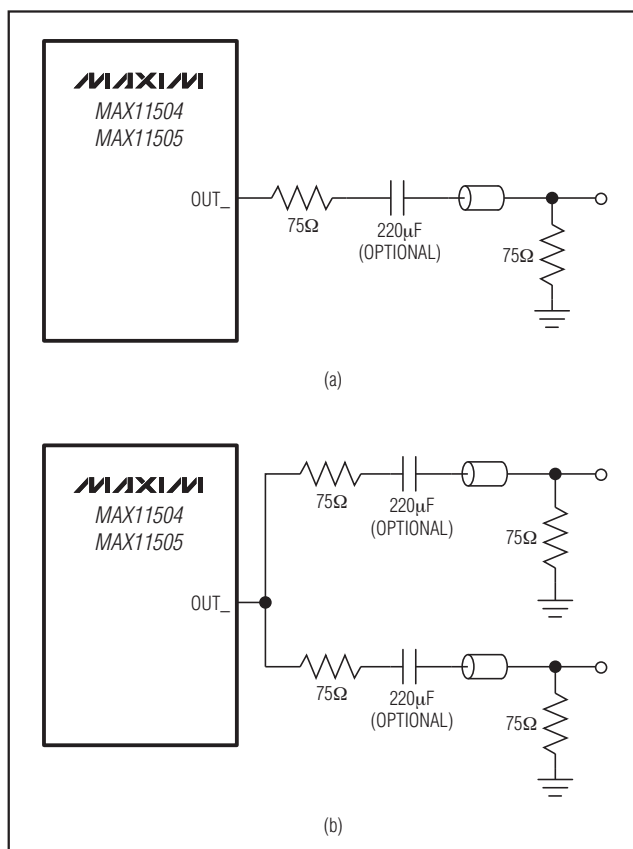 MAXIM
MAX11504
MAX11505
OUT_
75Ω
220μF
(OPTIONAL)
75Ω
(a)
MAXIM
MAX11504
MAX11505
OUT_
75Ω
220μF
(OPTIONAL)
75Ω
75Ω
220μF
(OPTIONAL)
75Ω
(b)